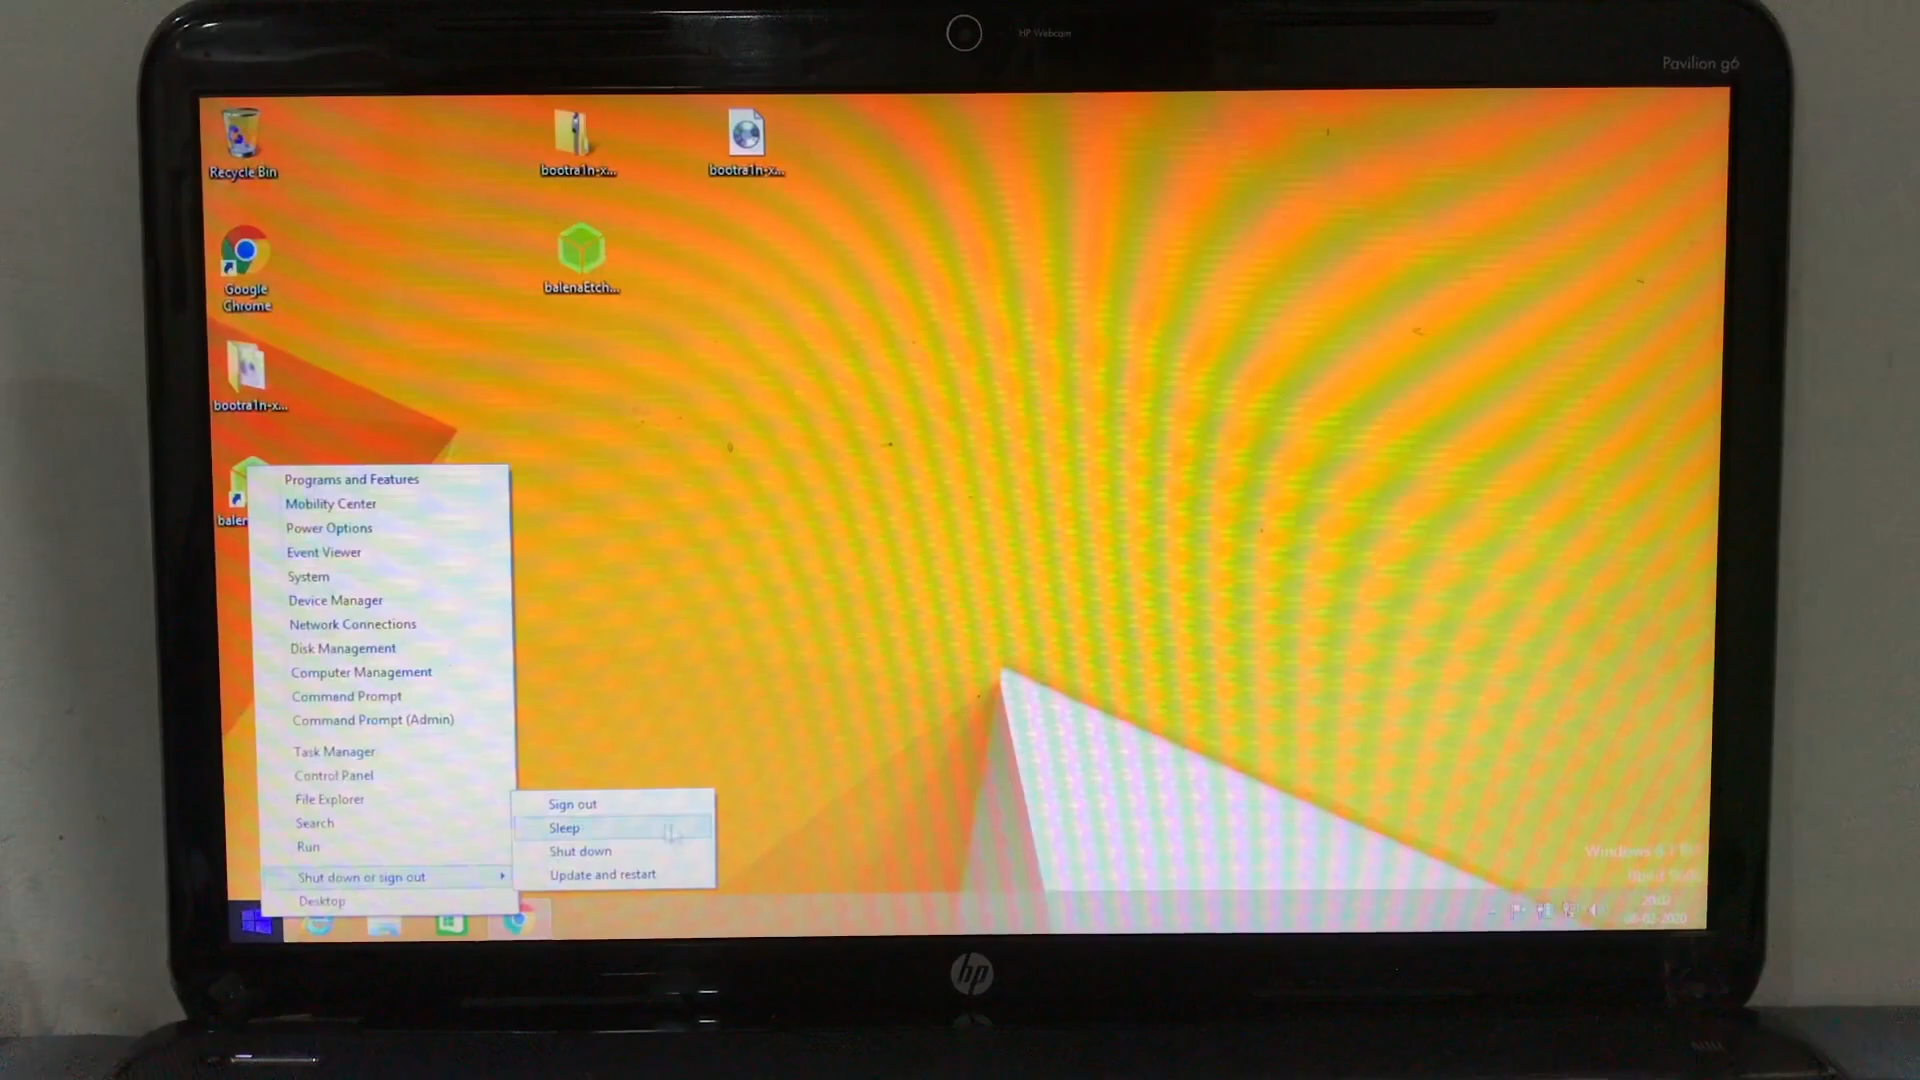 HP Webcam
Pavilion g6
Recycle Bin
bootra1n-x...
bootra1n-x...
Google
Chrome
balenaEtch...
bootra1n-x...
balen
Programs and Features
Mobility Center
Power Options
Event Viewer
System
Device Manager
Network Connections
Disk Management
Computer Management
Command Prompt
Command Prompt (Admin)
Task Manager
Control Panel
File Explorer
Search
Run
Shut down or sign out
Desktop
Sign out
Sleep
Shut down
Update and restart
hp